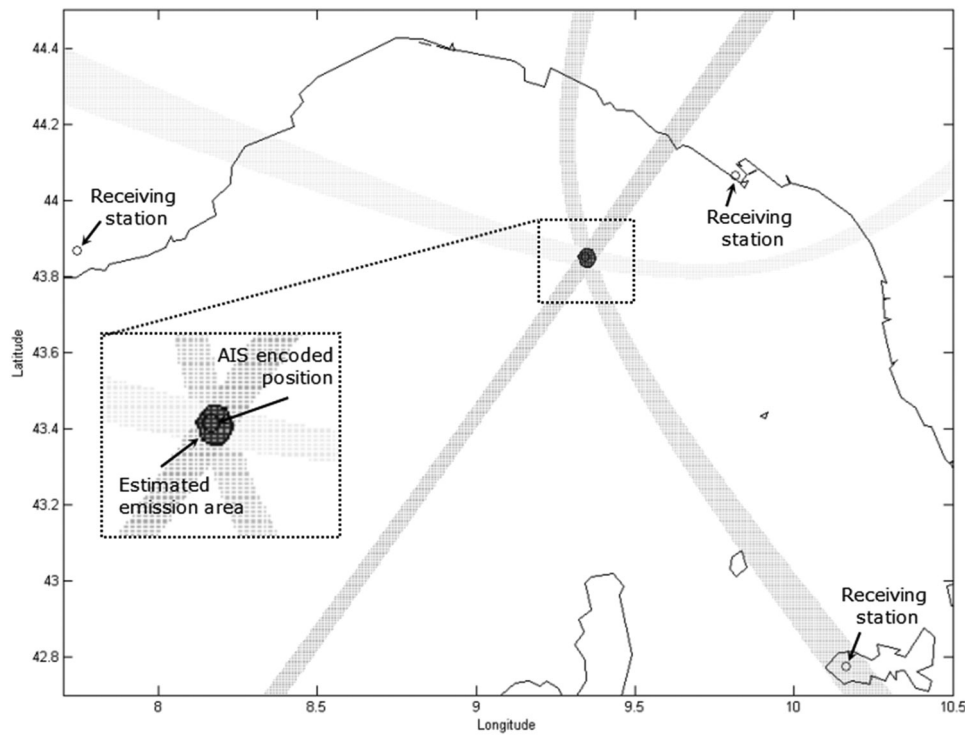 44.4
44.2
44
43.8
43.6
43.4
43.2
43
42.8
Latitude
Receiving
station
Receiving
station
AIS encoded
position
Estimated
emission area
Receiving
station
8
8.5
9
9.5
10
10.5
Longitude